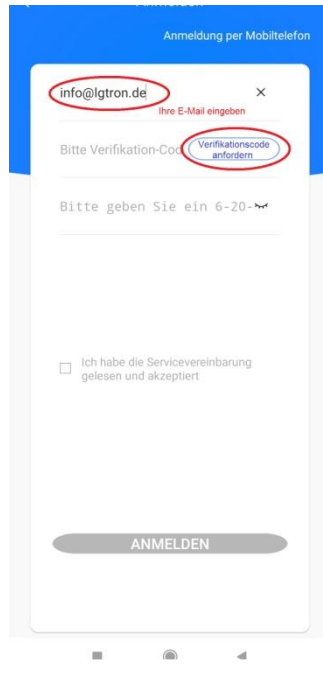 Anmeldung per Mobiltelefon
info@lgtron.de
Ihre E-Mail eingeben
Bitte Verifikation-Cod
Verifikationscode
anfordern
Bitte geben Sie ein 6-20-
Ich habe die Servicevereinbarung
gelesen und akzeptiert
ANMELDEN